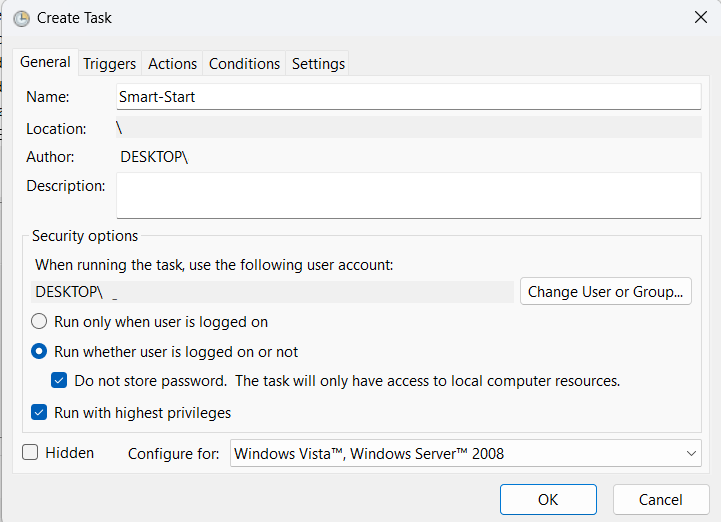 Create Task
General Triggers Actions Conditions Settings
Name: Smart-Start
Location: \
Author: DESKTOP\
Description:
Security options
When running the task, use the following user account:
DESKTOP\ _ Change User or Group...
Run only when user is logged on
Run whether user is logged on or not
Do not store password. The task will only have access to local computer resources.
Run with highest privileges
Hidden Configure for: Windows Vista™, Windows Server™ 2008
OK Cancel